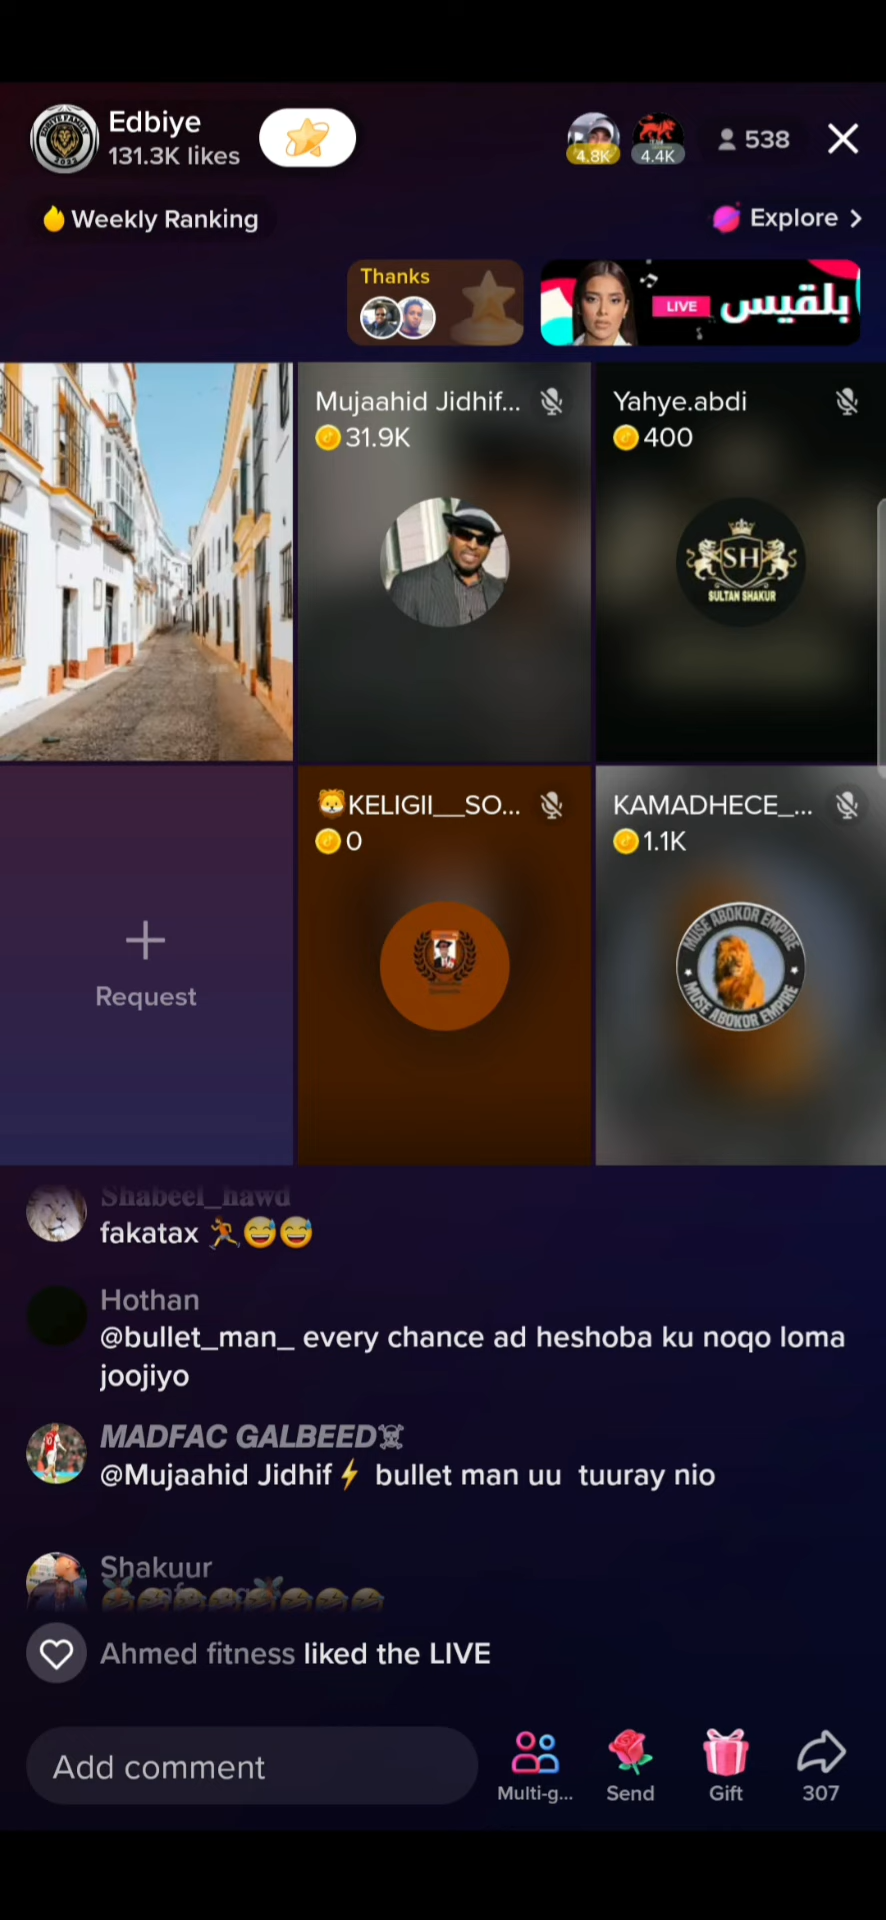 Edbiye
131.3K likes
4.8K
4.4K
538
Weekly Ranking
Explore
Thanks
LIVE
بلقيس
Mujaahid Jidhif...
31.9K
Yahye.abdi
400
SH
SULTAN SHAKUR
🦁KELIGII__SO...
0
KAMADHECE_...
1.1K
MUSE ABOKOR EMPIRE
MUSE ABOKOR EMPIRE
Request
Shabeel_hawd
fakatax 🏃😅😅
Hothan
@bullet_man_ every chance ad heshoba ku noqo loma
joojiyo
MADFAC GALBEED☠
@Mujaahid Jidhif⚡ bullet man uu tuuray nio
Shakuur
Ahmed fitness liked the LIVE
Add comment
Multi-g...
Send
Gift
307